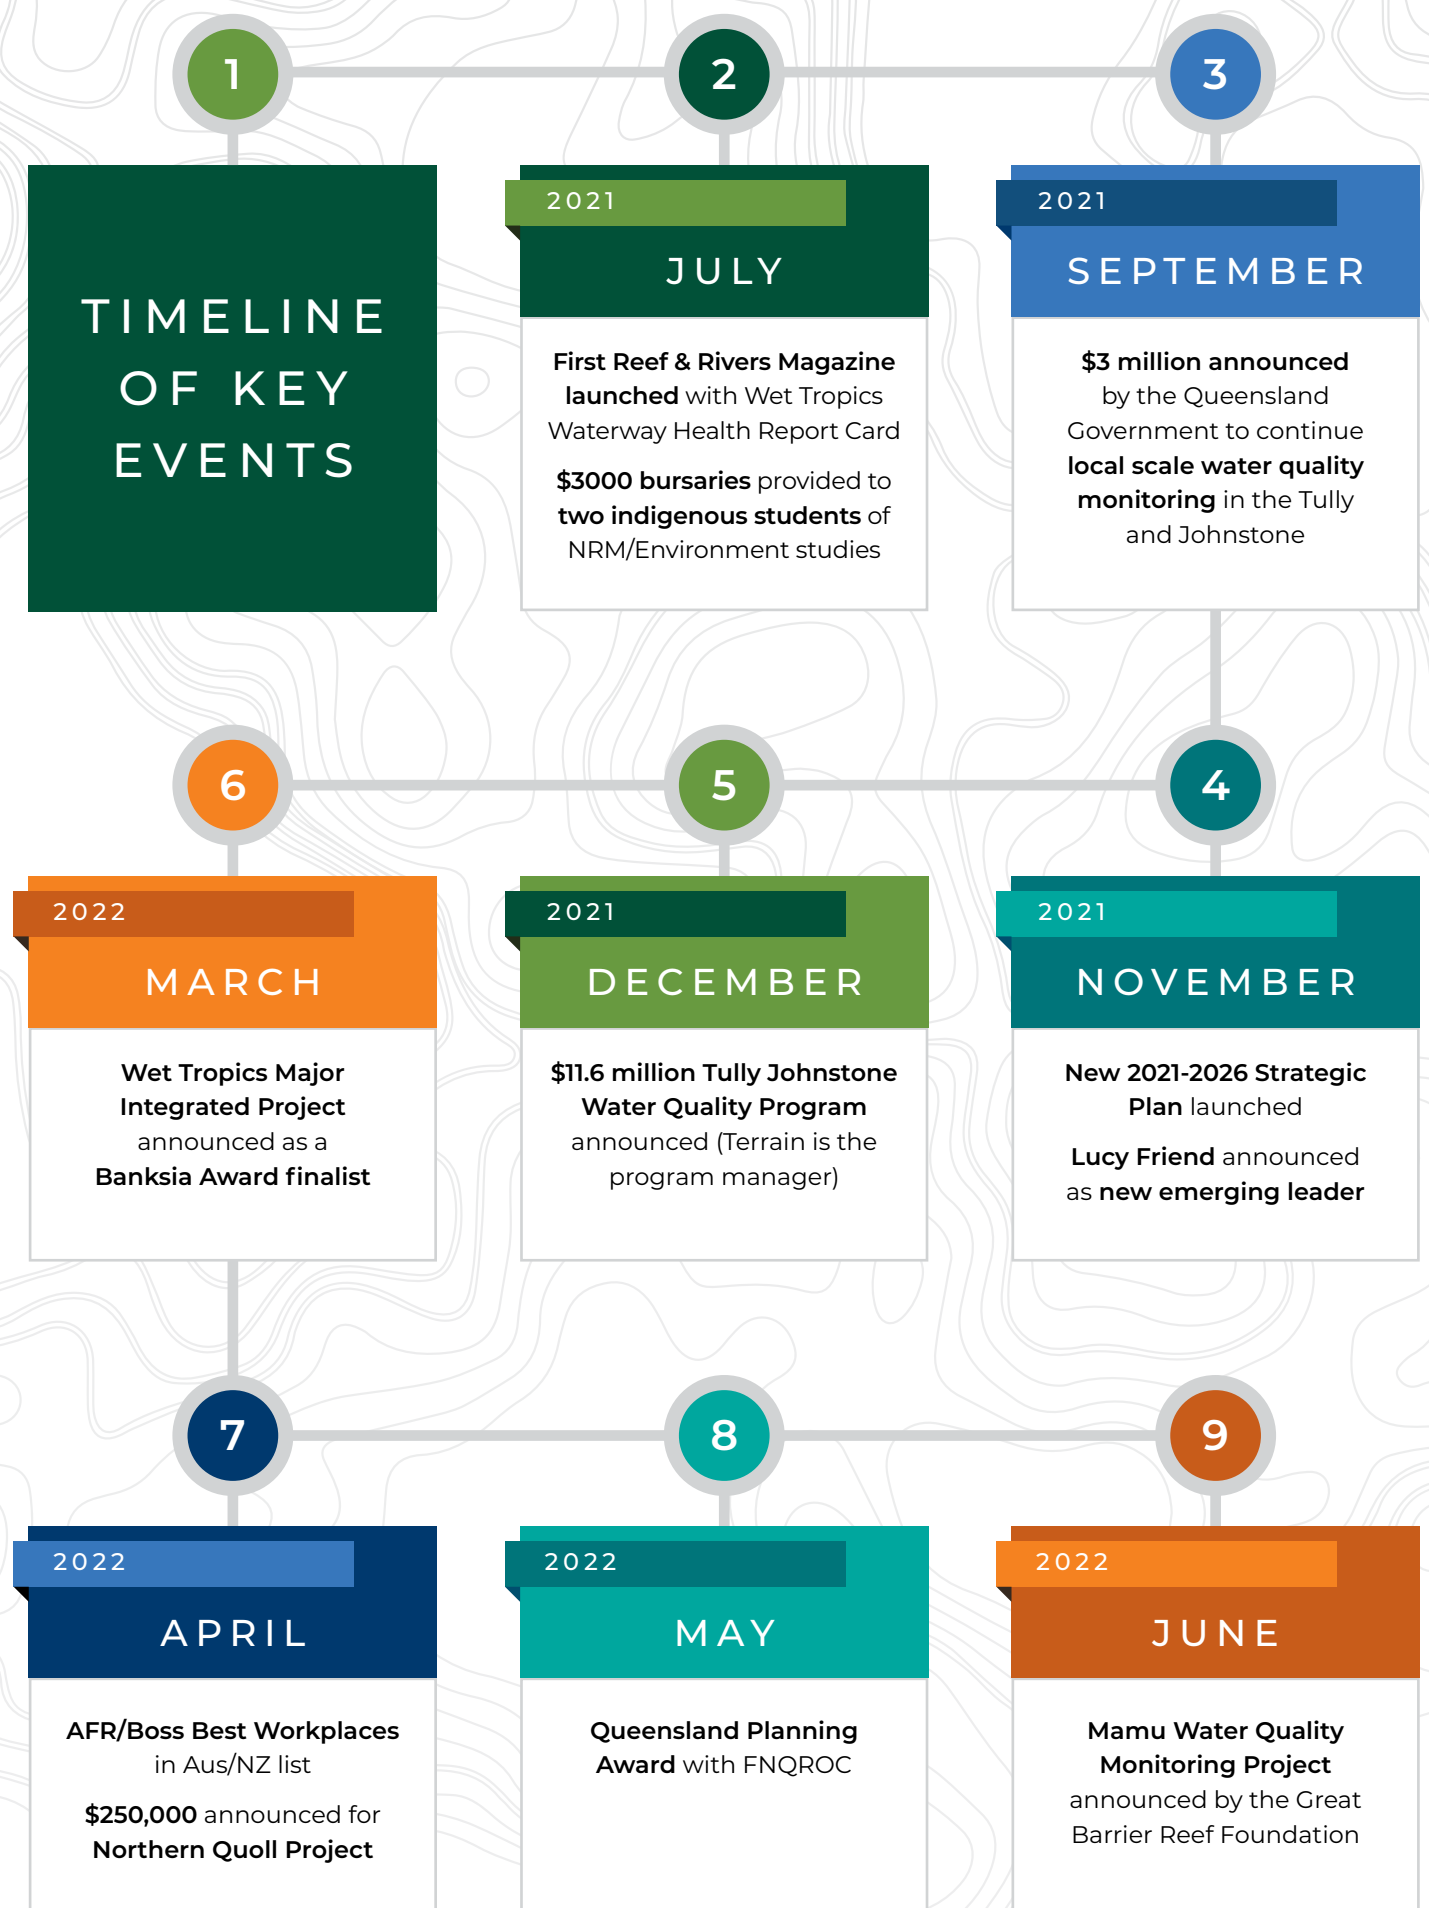 1
TIMELINE
OF KEY
EVENTS
2
2021
JULY
First Reef & Rivers Magazine
launched with Wet Tropics
Waterway Health Report Card
$3000 bursaries provided to
two indigenous students of
NRM/Environment studies
3
2021
SEPTEMBER
$3 million announced
by the Queensland
Government to continue
local scale water quality
monitoring in the Tully
and Johnstone
4
2021
NOVEMBER
New 2021-2026 Strategic
Plan launched
Lucy Friend announced
as new emerging leader
5
2021
DECEMBER
$11.6 million Tully Johnstone
Water Quality Program
announced (Terrain is the
program manager)
6
2022
MARCH
Wet Tropics Major
Integrated Project
announced as a
Banksia Award finalist
7
2022
APRIL
AFR/Boss Best Workplaces
in Aus/NZ list
$250,000 announced for
Northern Quoll Project
8
2022
MAY
Queensland Planning
Award with FNQROC
9
2022
JUNE
Mamu Water Quality
Monitoring Project
announced by the Great
Barrier Reef Foundation